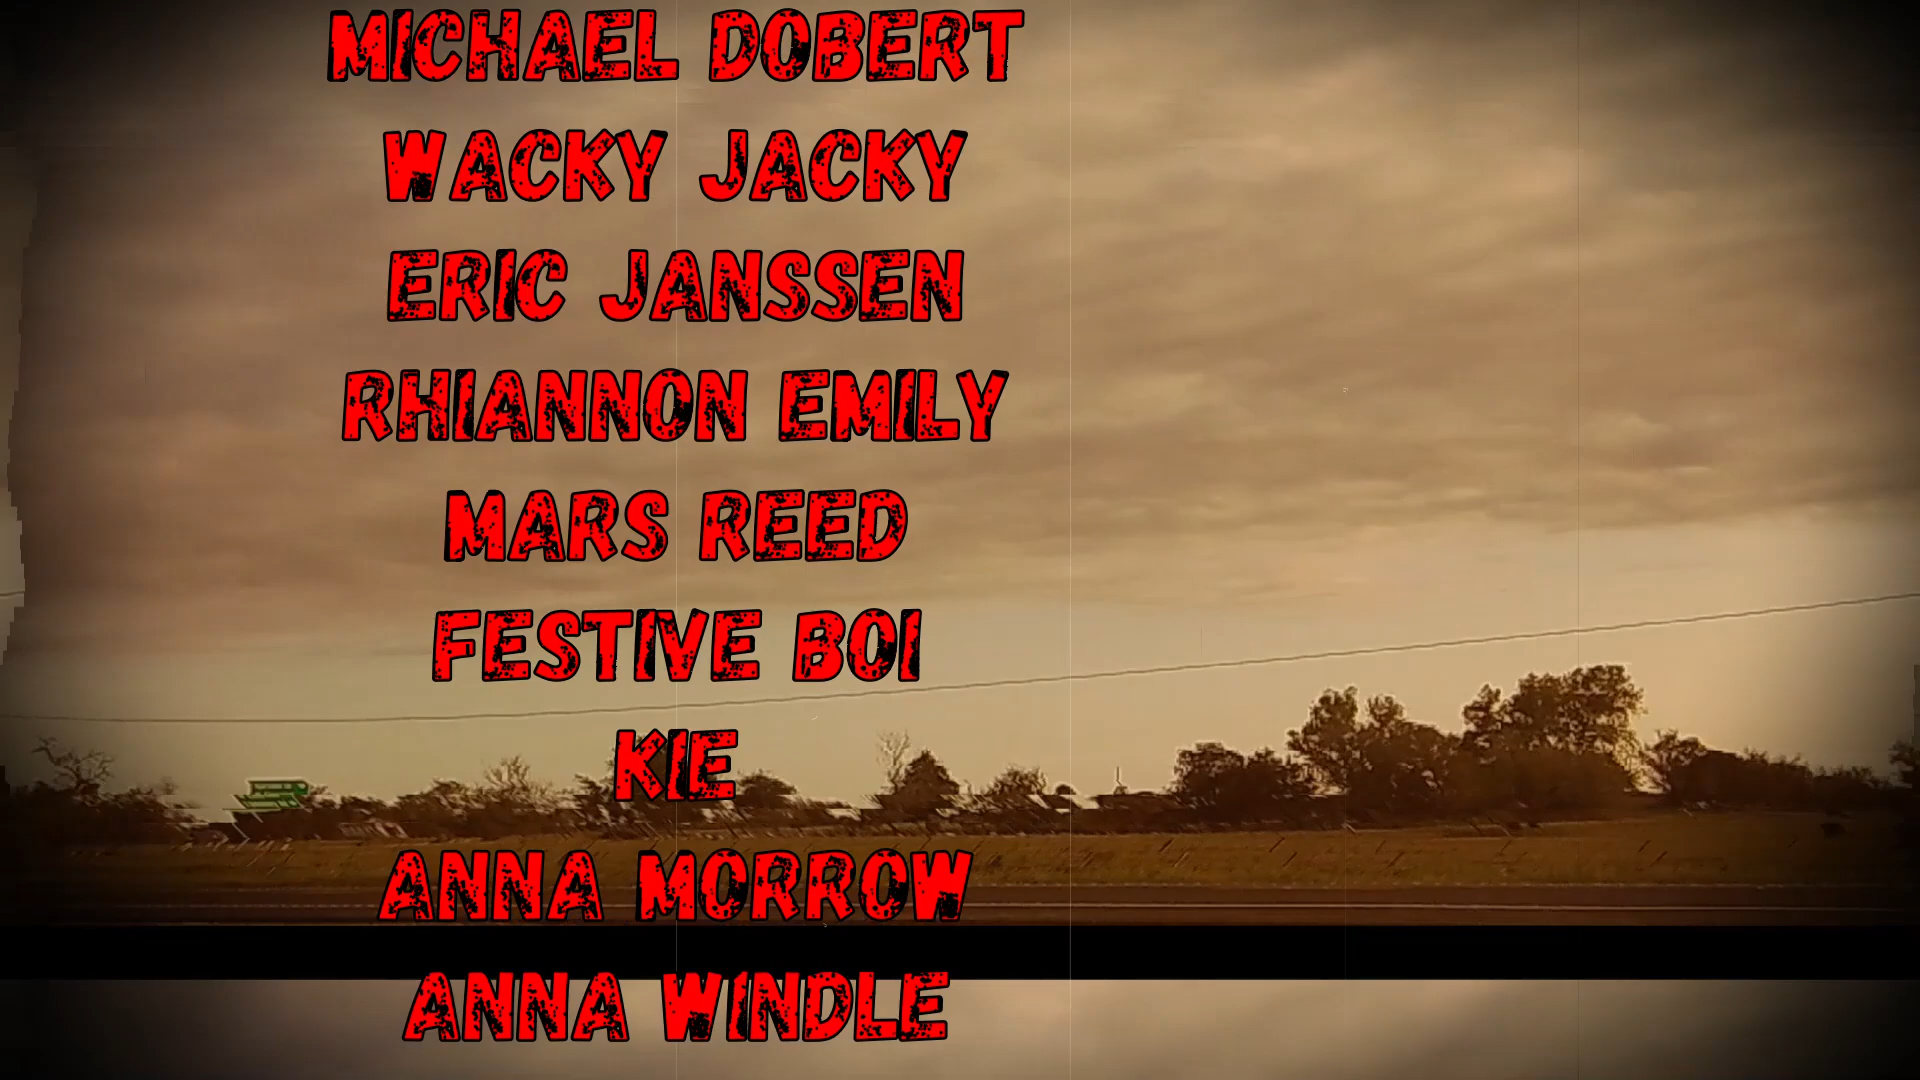 MICHAEL DOBERT
WACKY JACKY
ERIC JANSSEN
RHIANNON EMILY
MARS REED
FESTIVE BOI
KIE
ANNA MORROW
ANNA WINDLE